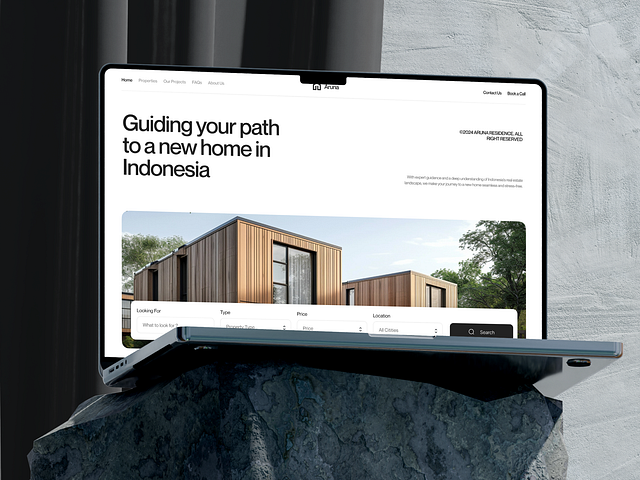 Home Properties Our Projects FAQs About Us
Aruna
Contact Us Book a Call
Guiding your path
to a new home in
Indonesia
©2024 ARUNA RESIDENCE. ALL
RIGHT RESERVED
With expert guidance and a deep understanding of Indonesia's real estate
landscape, we make your journey to a new home seamless and stress-free.
Looking For Type Price Location
What to look for ? Property Type Price All Cities Search